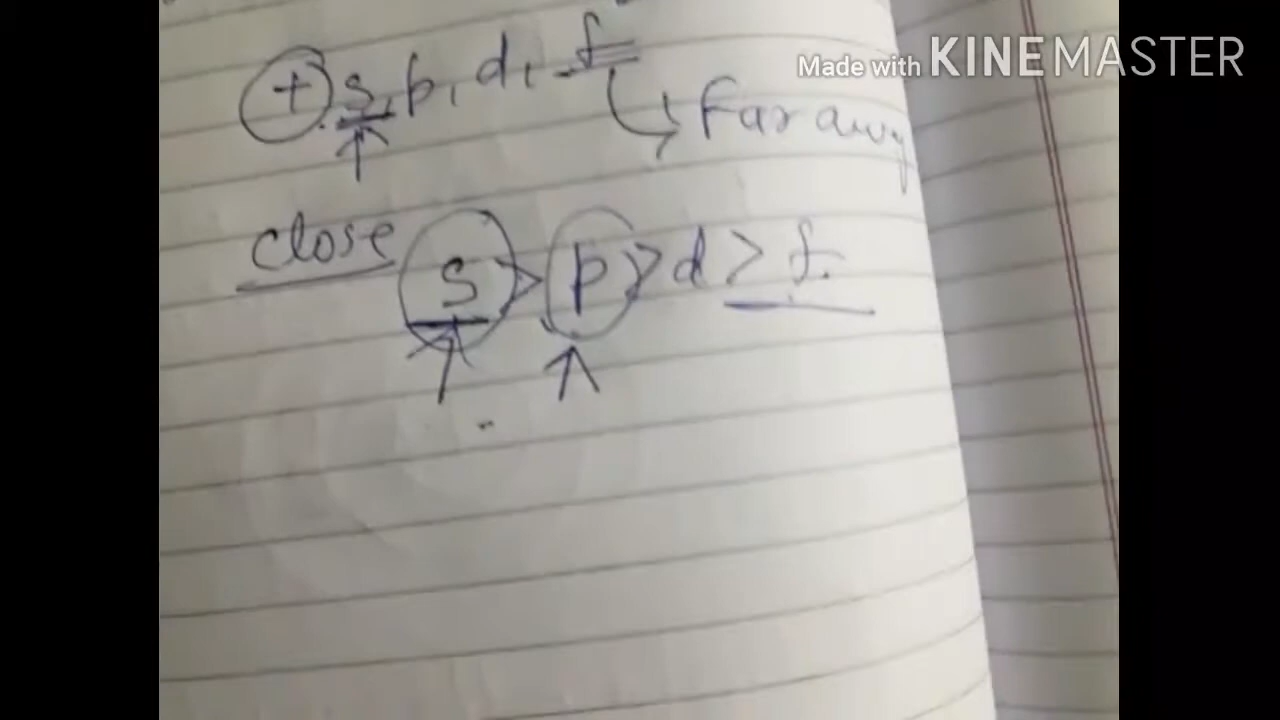 Made with KINEMASTER
+ s, p, d, f
Far away
close s > p > d > f